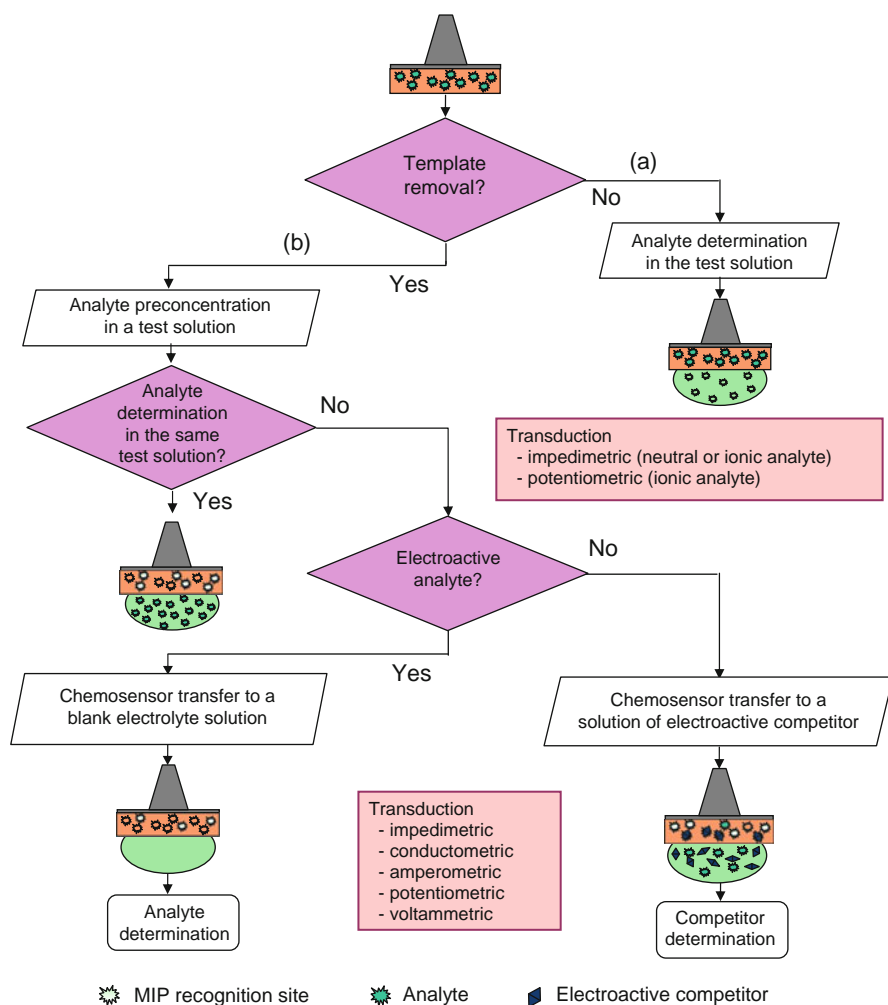 Template
removal?
(a)
No
(b)
Yes
Analyte determination
in the test solution
Analyte preconcentration
in a test solution
Analyte
determination
in the same
test solution?
No
Yes
Transduction
- impedimetric (neutral or ionic analyte)
- potentiometric (ionic analyte)
Electroactive
analyte?
No
Yes
Chemosensor transfer to a
blank electrolyte solution
Chemosensor transfer to a
solution of electroactive competitor
Transduction
- impedimetric
- conductometric
- amperometric
- potentiometric
- voltammetric
Analyte
determination
Competitor
determination
MIP recognition site
Analyte
Electroactive competitor